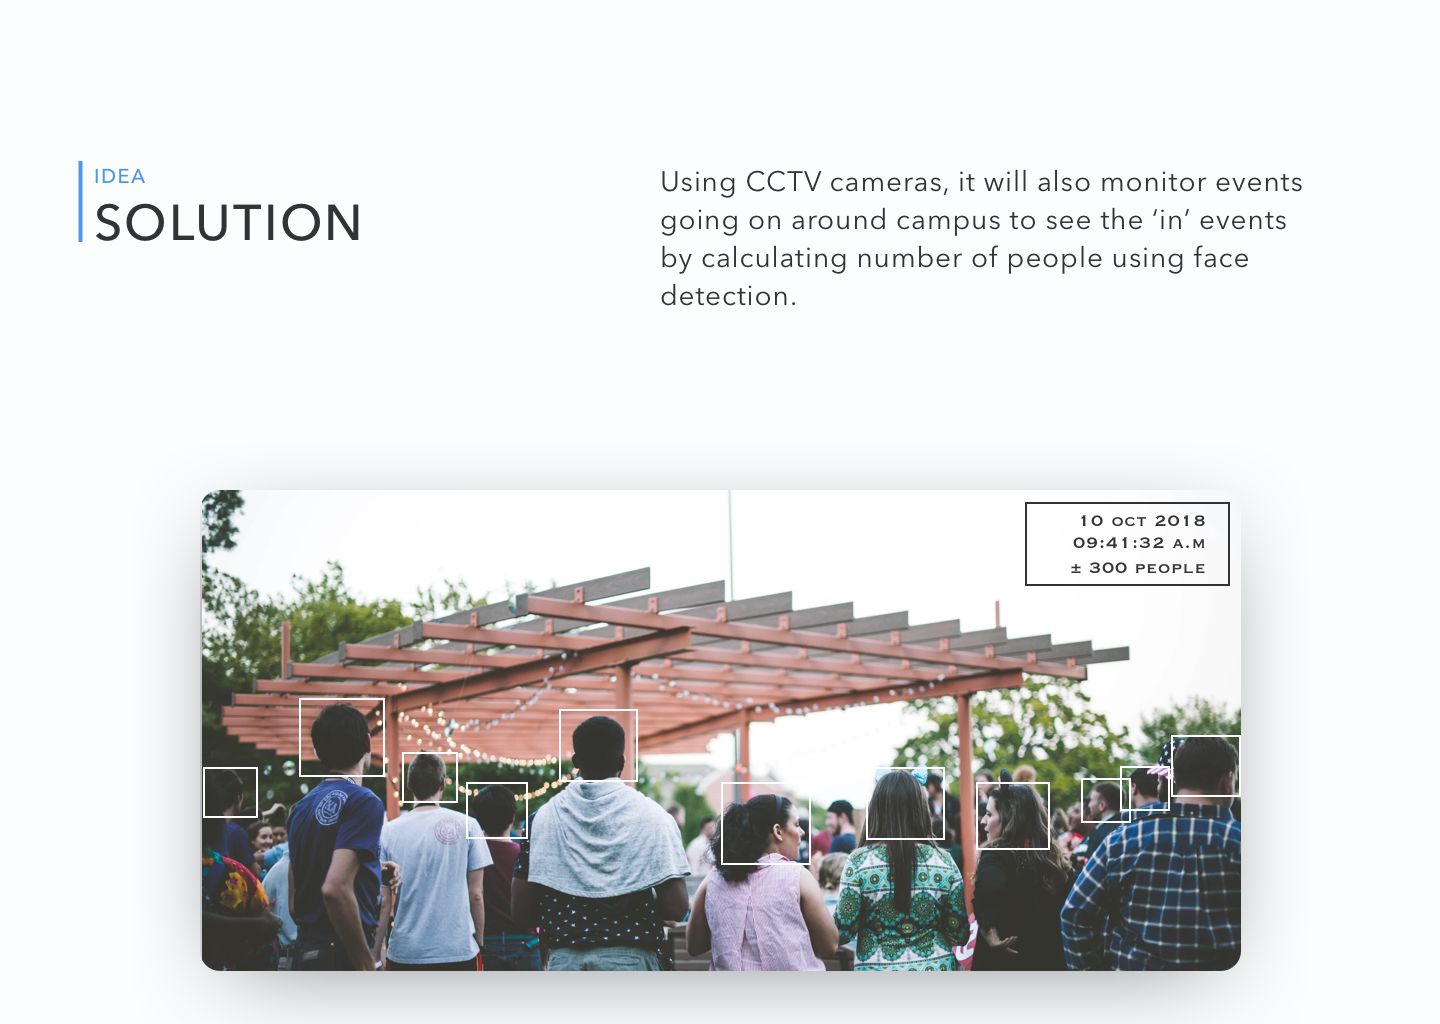 IDEA
SOLUTION
Using CCTV cameras, it will also monitor events
going on around campus to see the ‘in’ events
by calculating number of people using face
detection.
10 OCT 2018
09:41:32 A.M
± 300 PEOPLE